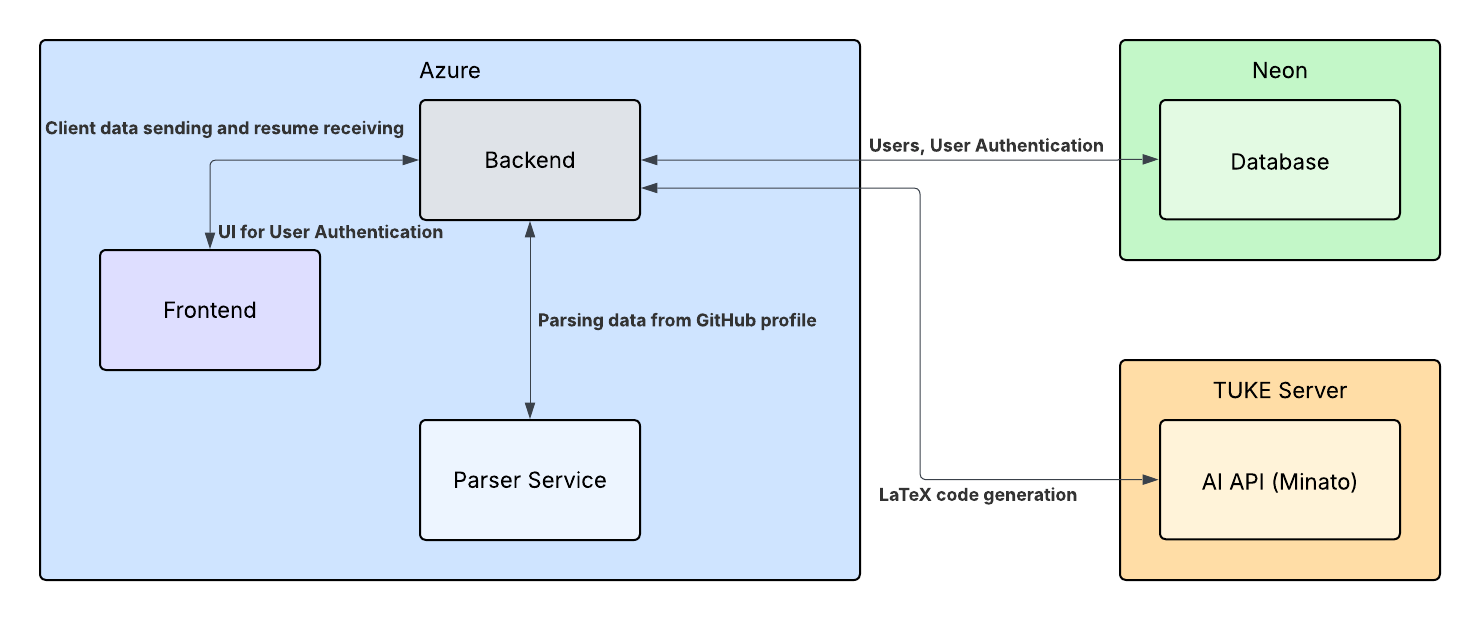 Azure
Neon
Client data sending and resume receiving
Users, User Authentication
Backend
Database
UI for User Authentication
Frontend
Parsing data from GitHub profile
TUKE Server
Parser Service
AI API (Minato)
LaTeX code generation